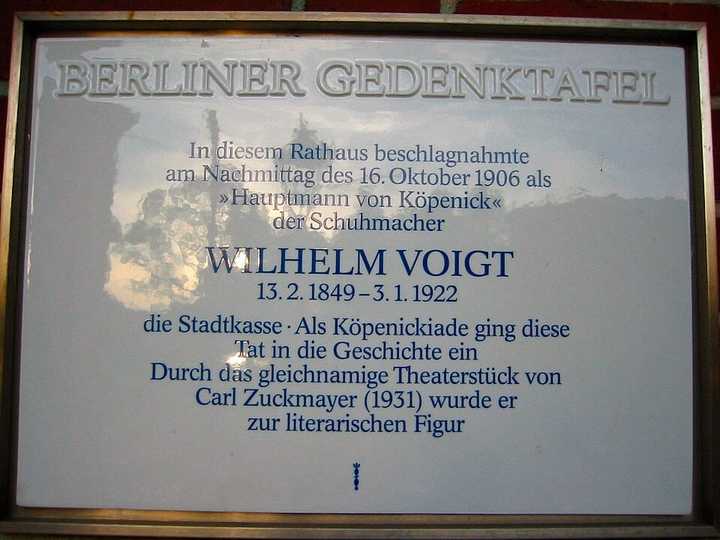 BERLINER GEDENKTAFEL
In diesem Rathaus beschlagnahmte
am Nachmittag des 16. Oktober 1906 als
»Hauptmann von Köpenick«
der Schuhmacher
WILHELM VOIGT
13. 2. 1849 – 3. 1. 1922
die Stadtkasse · Als Köpenickiade ging diese
Tat in die Geschichte ein
Durch das gleichnamige Theaterstück von
Carl Zuckmayer (1931) wurde er
zur literarischen Figur